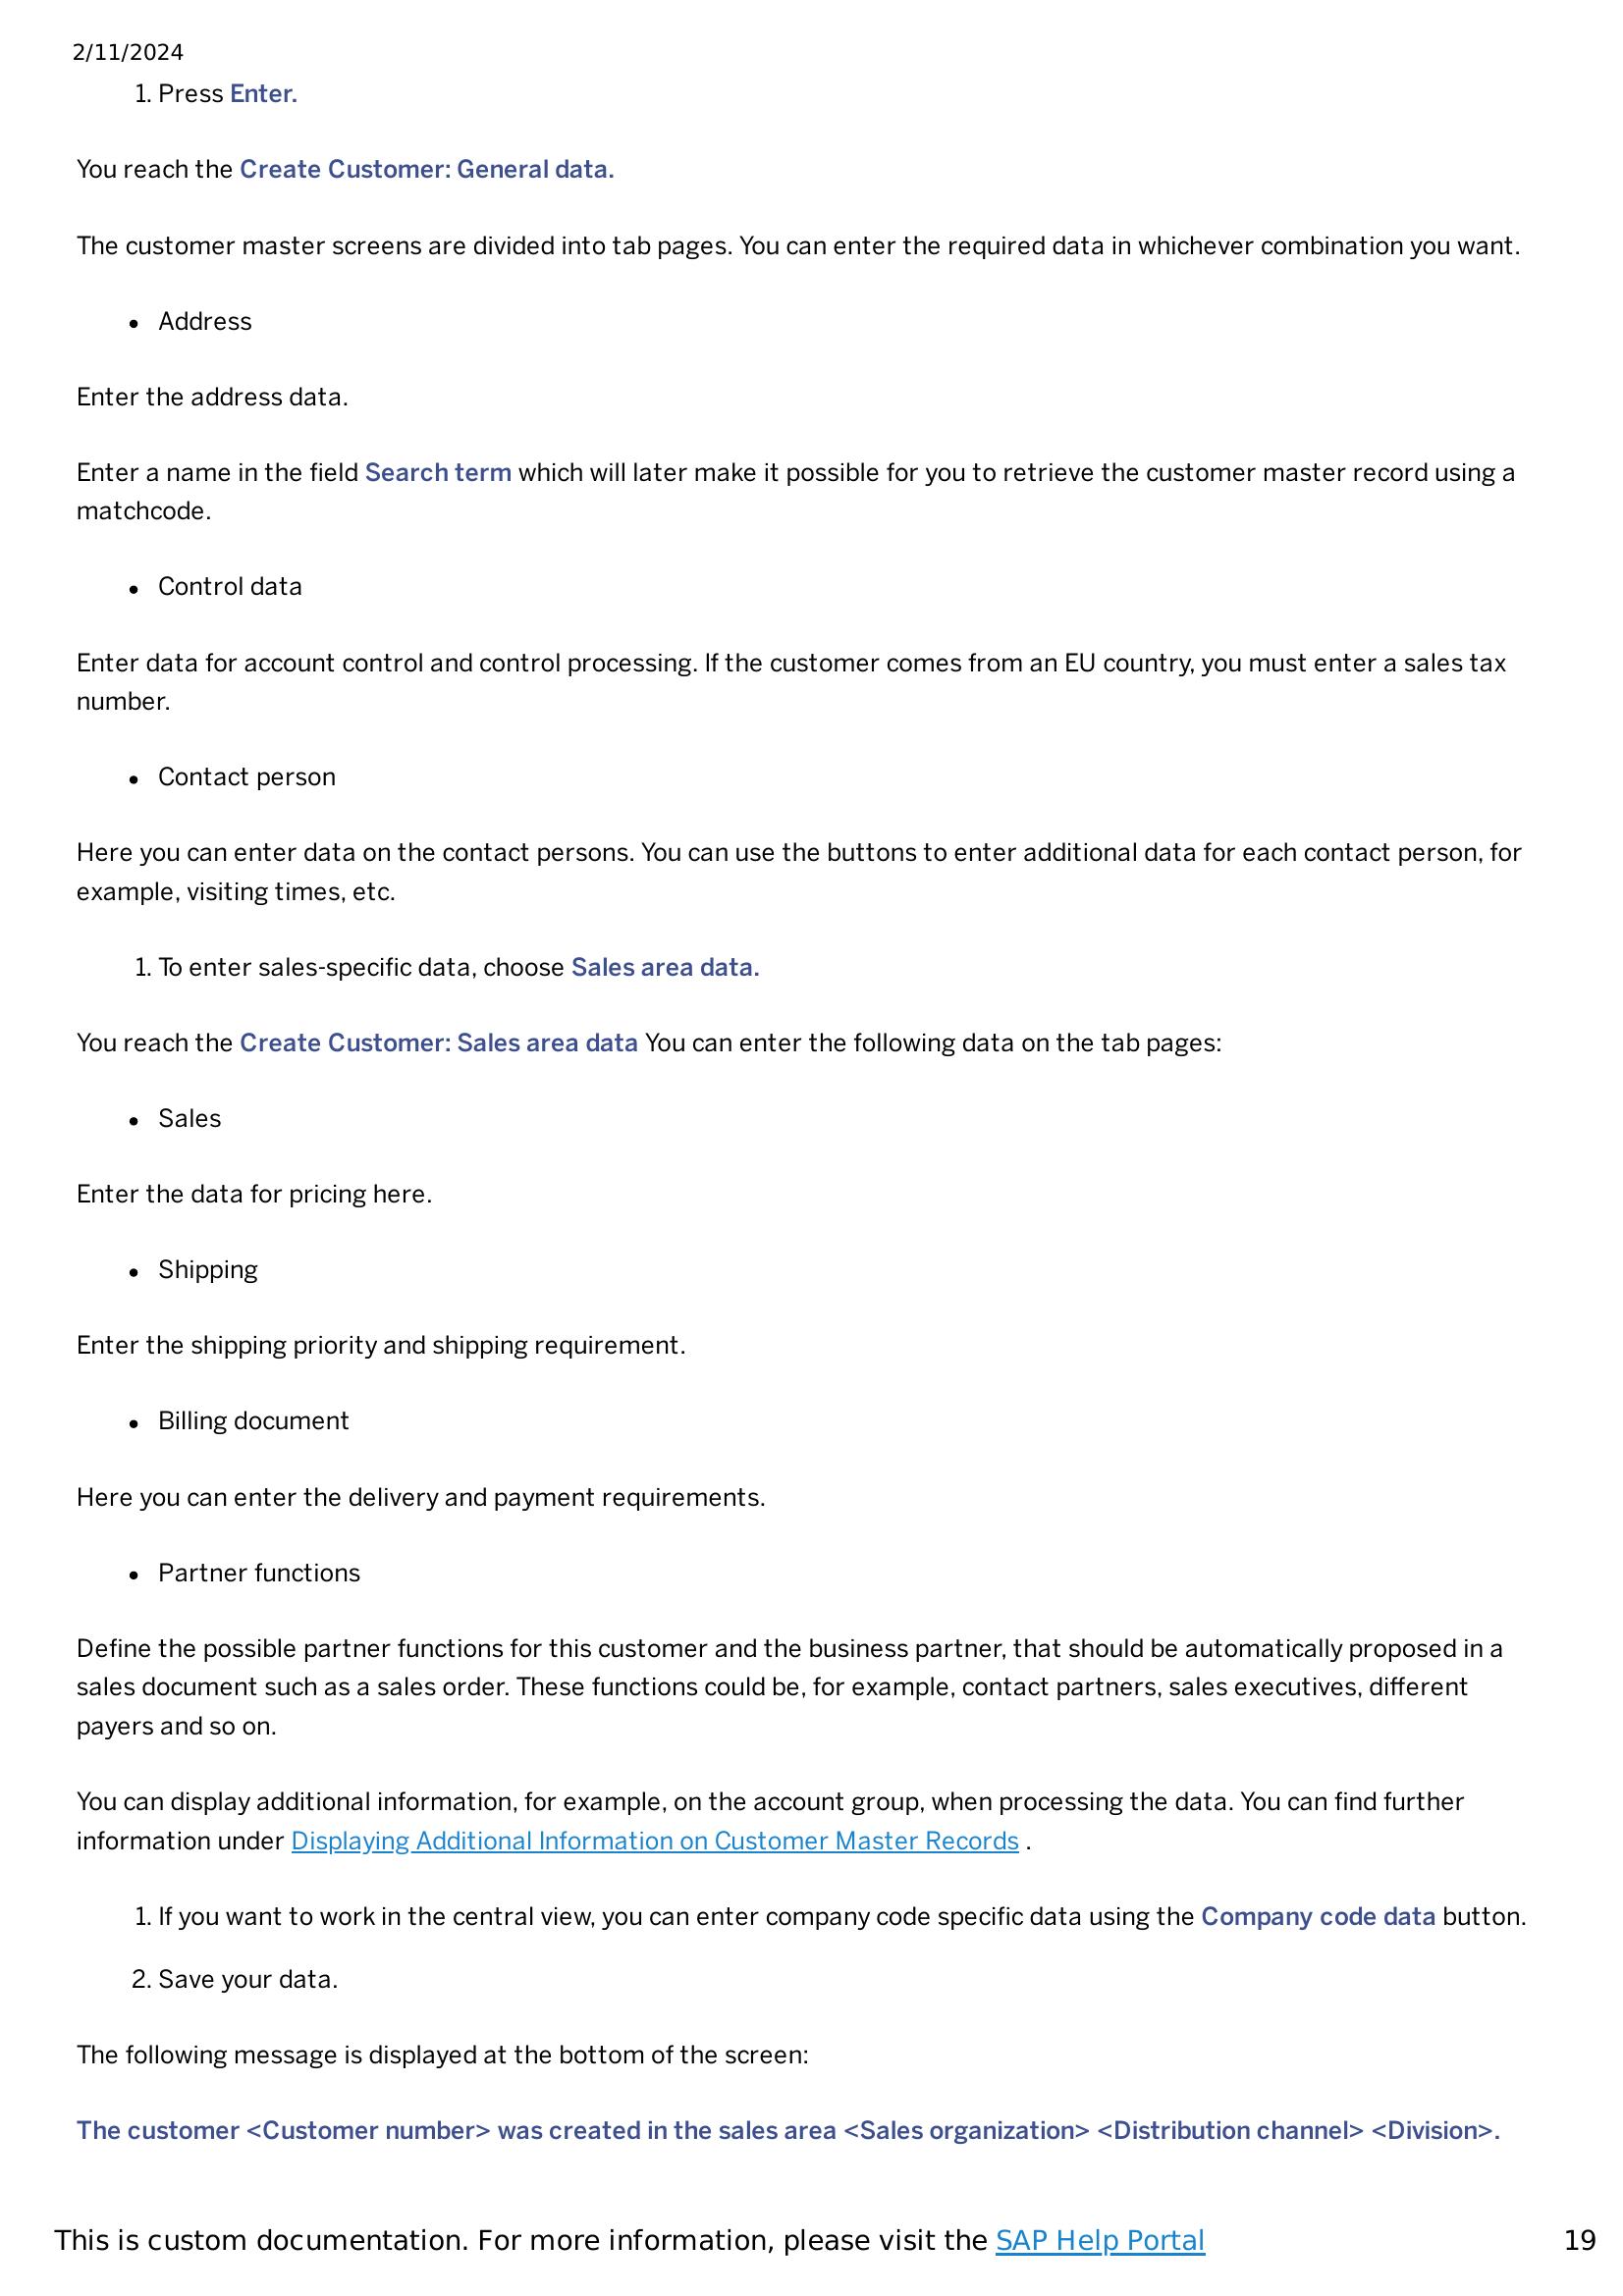 2/11/2024
1. Press Enter.
You reach the Create Customer: General data.
The customer master screens are divided into tab pages. You can enter the required data in whichever combination you want.
• Address
Enter the address data.
Enter a name in the field Search term which will later make it possible for you to retrieve the customer master record using a
matchcode.
• Control data
Enter data for account control and control processing. If the customer comes from an EU country, you must enter a sales tax
number.
• Contact person
Here you can enter data on the contact persons. You can use the buttons to enter additional data for each contact person, for
example, visiting times, etc.
1. To enter sales-specific data, choose Sales area data.
You reach the Create Customer: Sales area data You can enter the following data on the tab pages:
• Sales
Enter the data for pricing here.
• Shipping
Enter the shipping priority and shipping requirement.
• Billing document
Here you can enter the delivery and payment requirements.
• Partner functions
Define the possible partner functions for this customer and the business partner, that should be automatically proposed in a
sales document such as a sales order. These functions could be, for example, contact partners, sales executives, different
payers and so on.
You can display additional information, for example, on the account group, when processing the data. You can find further
information under Displaying Additional Information on Customer Master Records .
1. If you want to work in the central view, you can enter company code specific data using the Company code data button.
2. Save your data.
The following message is displayed at the bottom of the screen:
The customer <Customer number> was created in the sales area <Sales organization> <Distribution channel> <Division>.
This is custom documentation. For more information, please visit the SAP Help Portal 19